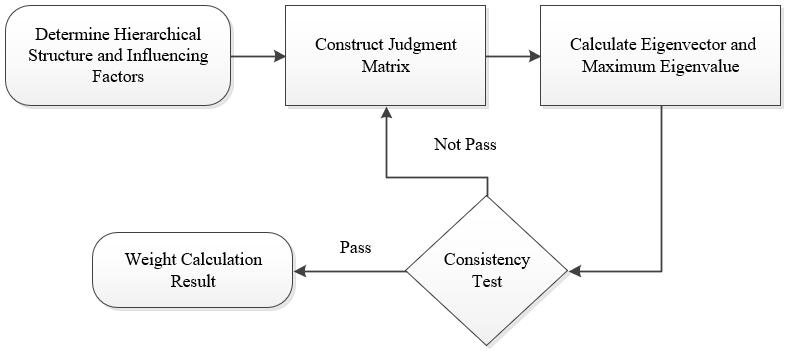 Determine Hierarchical
Structure and Influencing
Factors
Construct Judgment
Matrix
Calculate Eigenvector and
Maximum Eigenvalue
Not Pass
Consistency
Test
Pass
Weight Calculation
Result